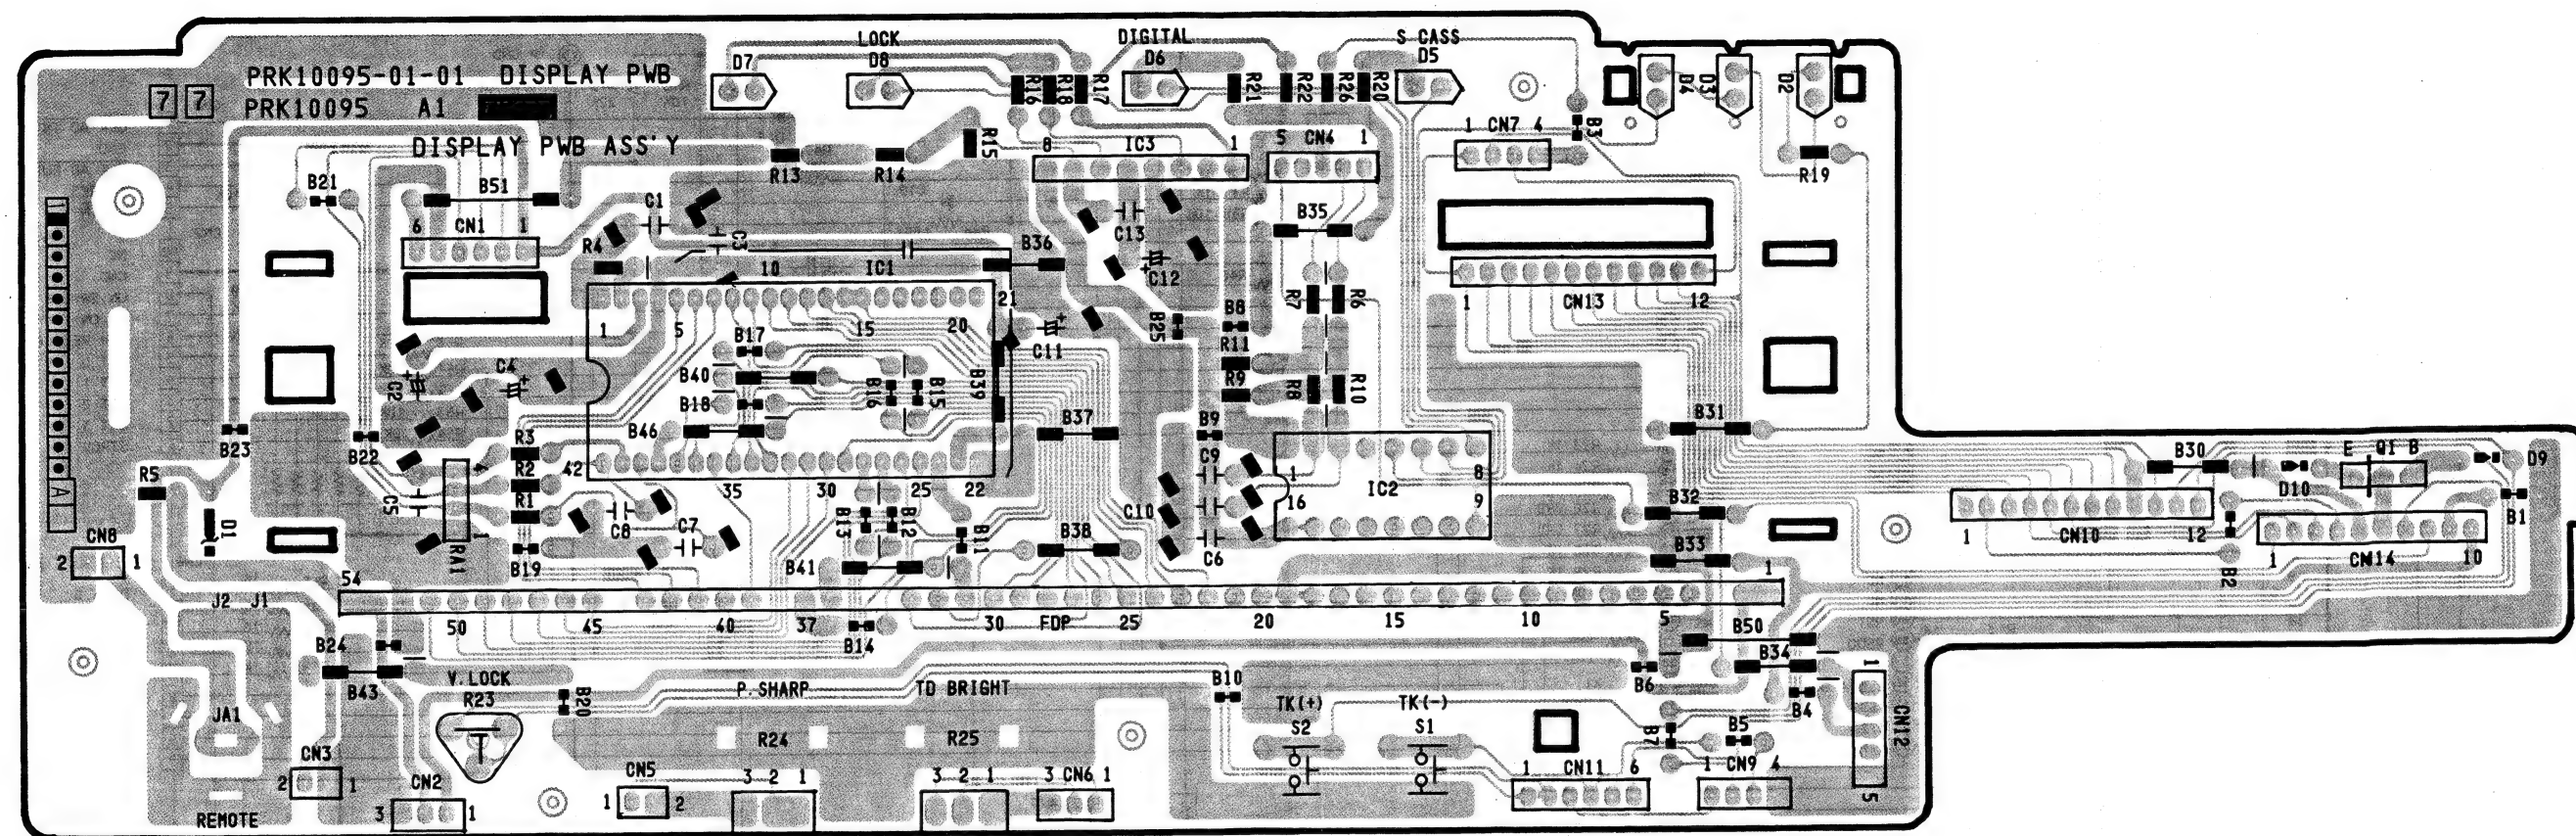 LOCK DIGITAL S CASS
D7 D8 D6 D5
PRK10095-01-01 DISPLAY PWB
7 7 PRK10095 A1
R16 R18 R17 R21 R22 R26 R20 D4 D3 D2
DISPLAY PWB ASS'Y
R15 8 IC3 1 5 CN4 1 1 CN7 4 B3
R13 R14 R19
B21 B51
6 CN1 1 C1 C13 B35
R4 C3 10 IC1 B36 C12
1 CN13 12
21 R7 R6
1 5 B17 15 20 C11 B25 B8
R11
C2 C4 B40 B16 B15 B39 R9 R8 R10
B18
B46 B37 B9 B31
B23 B22 R3 42 C9 1 8 B30 E Q1 B D9
R5 4 R2 35 30 25 22 16 IC2 9 D10
C5 R1 C8 C7 B13 B12 B11 B38 C10 C6 B32 1 CN10 12 B1
D1 1 RA1 B19 B41 B33 B2 1 CN14 10
CN8
2 1
54 1
J2 J1
50 45 40 37 30 FDP 25 20 15 10 5
B24 B14 B50
B43 V.LOCK P.SHARP TD BRIGHT B10 B6 B34 1
R23 B20 TK(+) TK(-) B4
JA1 R24 R25 S2 S1 B7 B5 CN12
CN3
2 1 CN2 CN5 3 2 1 3 2 1 3 CN6 1 1 CN11 6 1 CN9 4
3 1 1 2 5
REMOTE
A